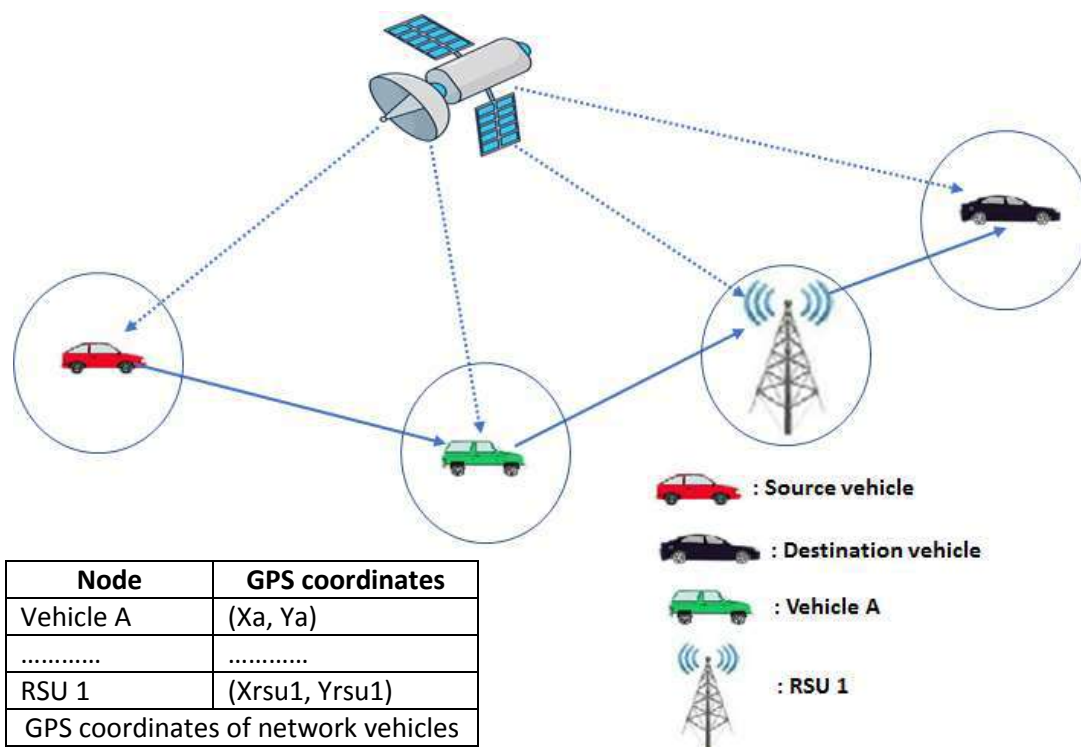 : Source vehicle
: Destination vehicle
Node GPS coordinates
Vehicle A (Xa, Ya)
: Vehicle A
………… …………
RSU 1 (Xrsu1, Yrsu1)
: RSU 1
GPS coordinates of network vehicles